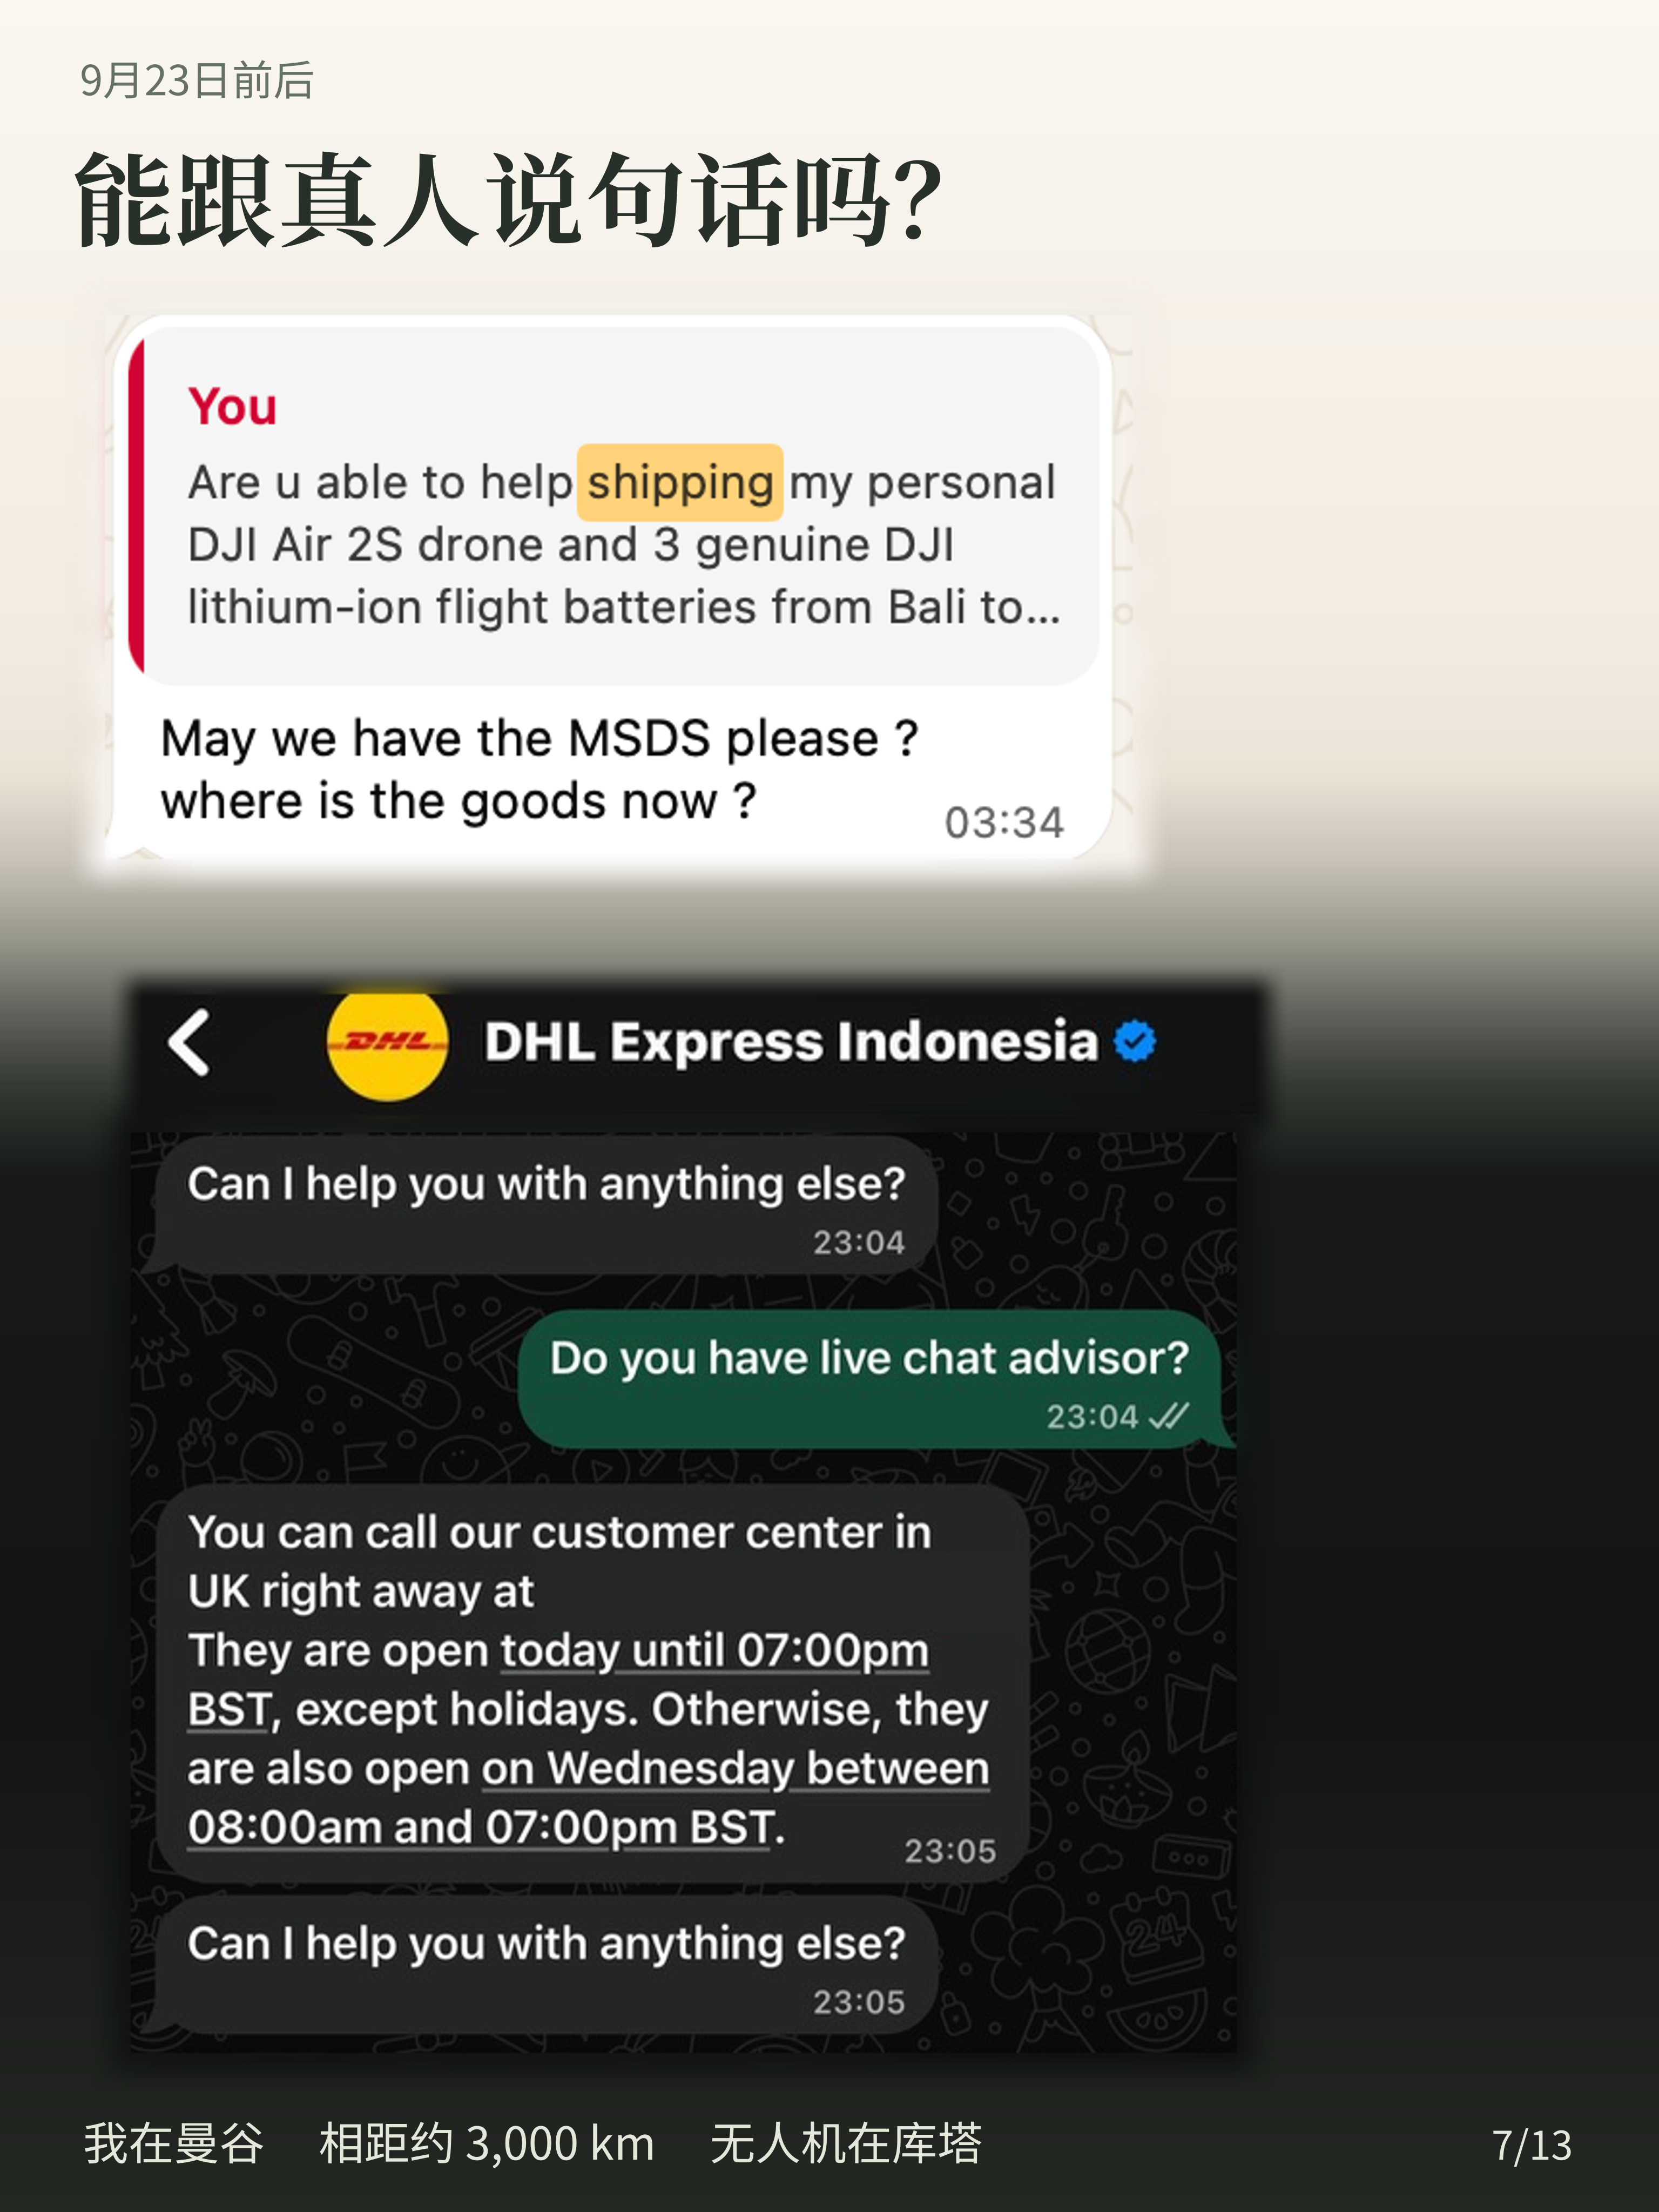 9月23日前后
能跟真人说句话吗?
You
Are u able to help shipping my personal
DJI Air 2S drone and 3 genuine DJI
lithium-ion flight batteries from Bali to...
May we have the MSDS please ?
where is the goods now ?
03:34
DHL
DHL Express Indonesia
Can I help you with anything else?
23:04
Do you have live chat advisor?
23:04
You can call our customer center in
UK right away at
They are open today until 07:00pm
BST, except holidays. Otherwise, they
are also open on Wednesday between
08:00am and 07:00pm BST.
23:05
Can I help you with anything else?
23:05
我在曼谷 相距约 3,000 km 无人机在库塔
7/13